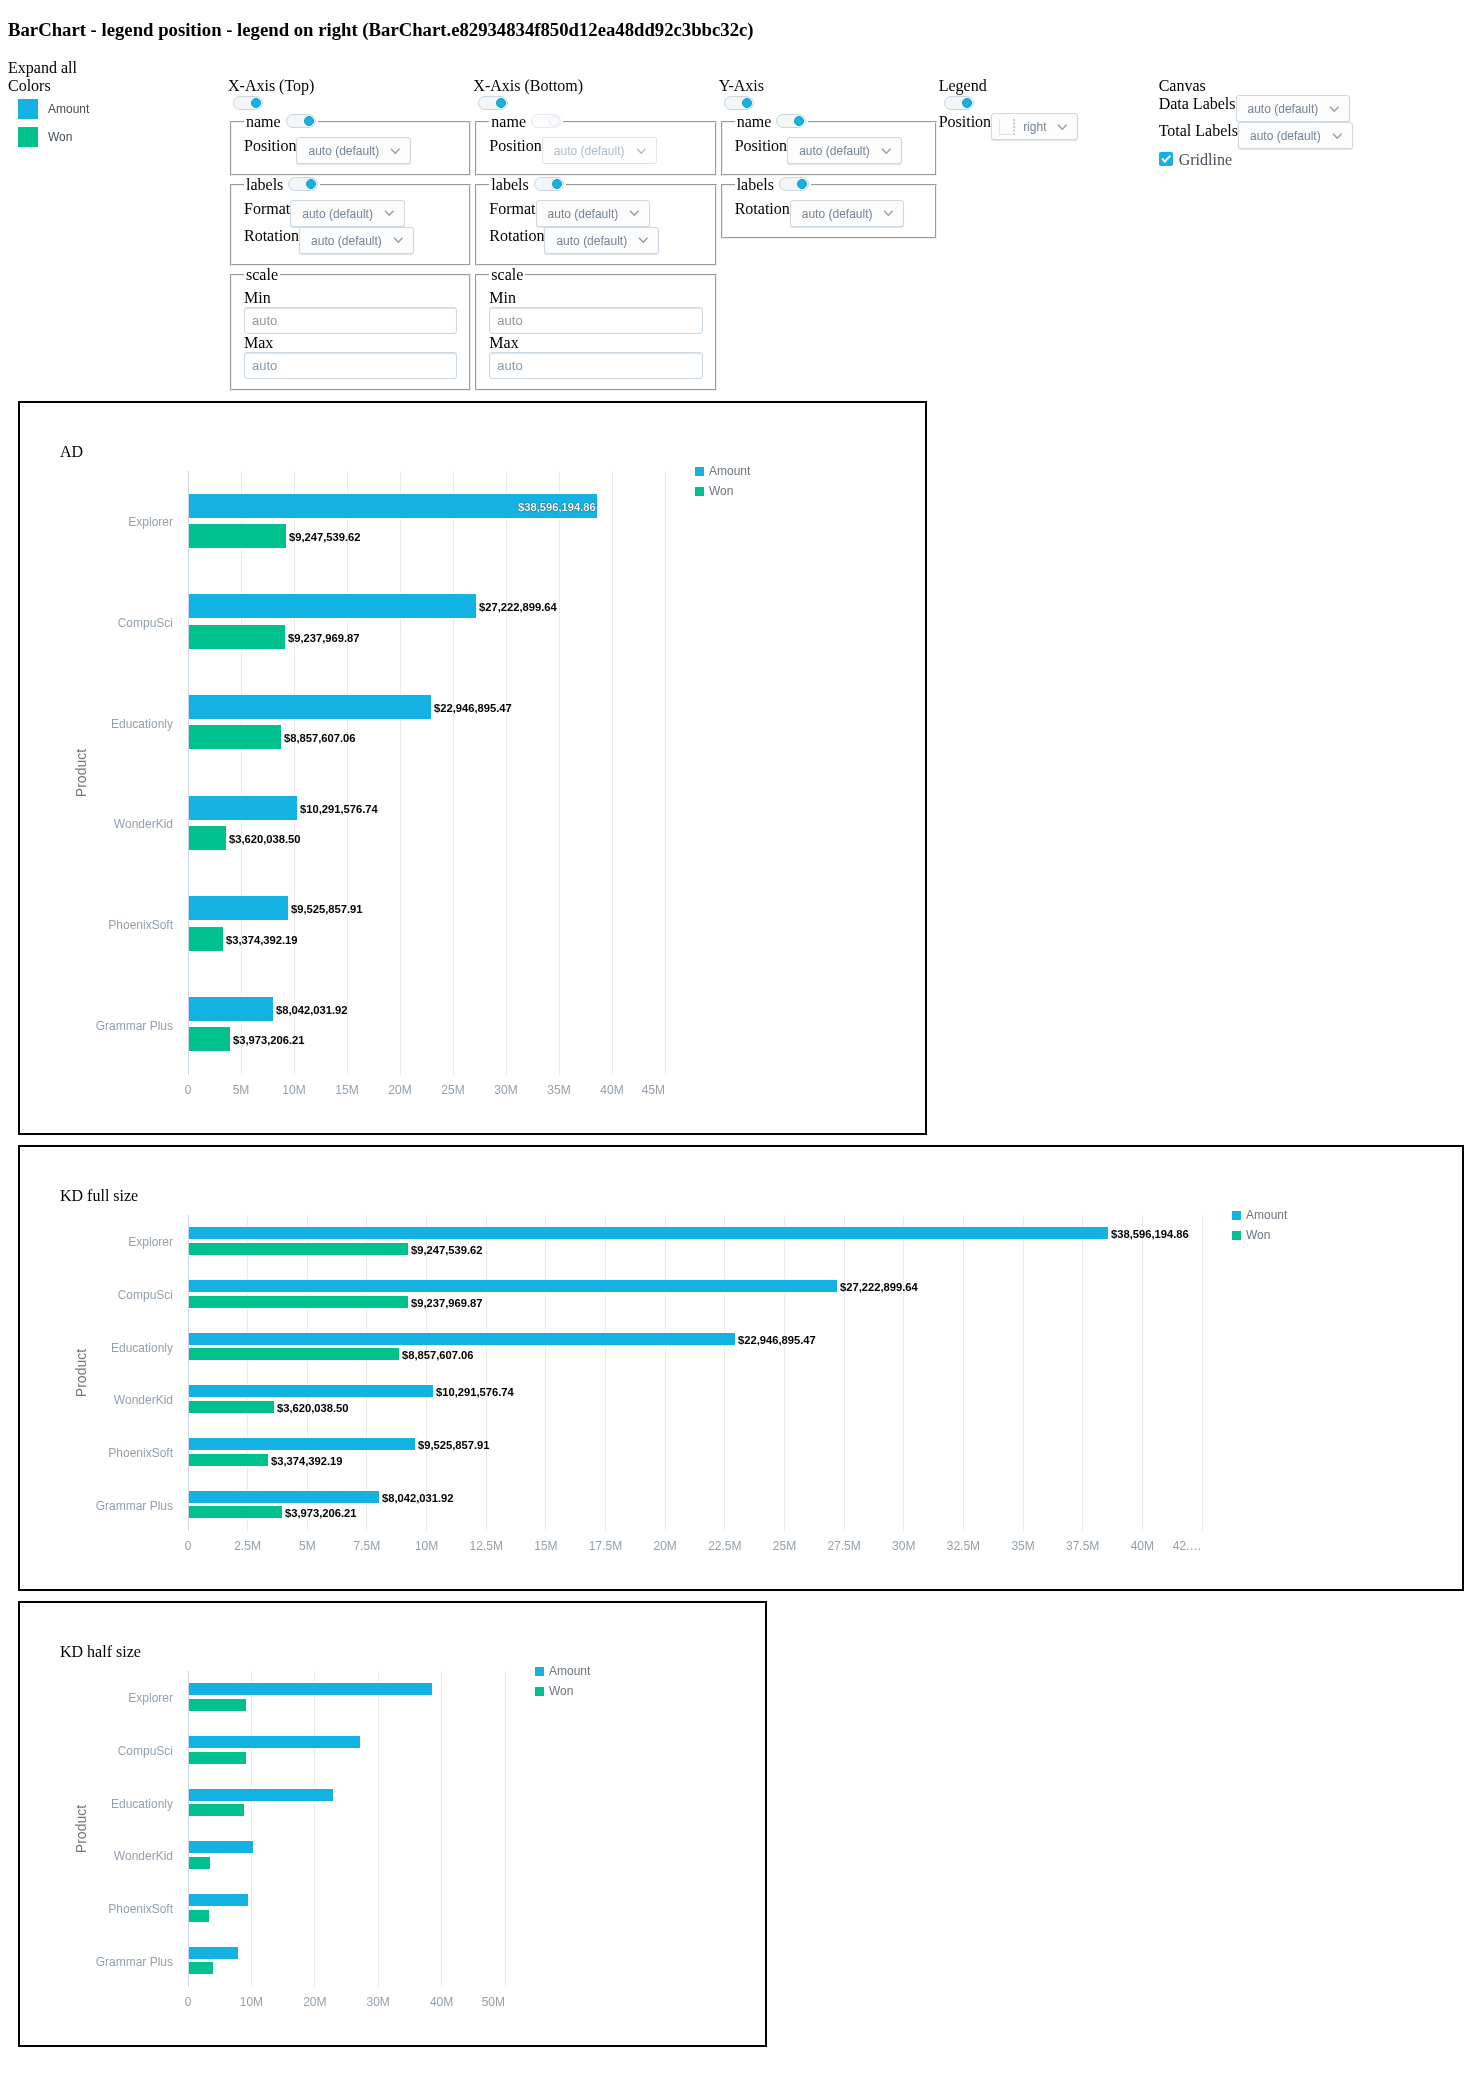 BarChart - legend position - legend on right (BarChart.e82934834f850d12ea48dd92c3bbc32c)
Expand all
Colors
Amount
Won
X-Axis (Top)
name
Position auto (default)
labels
Format auto (default)
Rotation auto (default)
scale
Min
auto
Max
auto
X-Axis (Bottom)
name
Position auto (default)
labels
Format auto (default)
Rotation auto (default)
scale
Min
auto
Max
auto
Y-Axis
name
Position auto (default)
labels
Rotation auto (default)
Legend
Position right
Canvas
Data Labels auto (default)
Total Labels auto (default)
Gridline
AD
Amount
Won
Product
Explorer
$38,596,194.86
$9,247,539.62
CompuSci
$27,222,899.64
$9,237,969.87
Educationly
$22,946,895.47
$8,857,607.06
WonderKid
$10,291,576.74
$3,620,038.50
PhoenixSoft
$9,525,857.91
$3,374,392.19
Grammar Plus
$8,042,031.92
$3,973,206.21
0 5M 10M 15M 20M 25M 30M 35M 40M 45M
KD full size
Amount
Won
Product
Explorer
$38,596,194.86
$9,247,539.62
CompuSci
$27,222,899.64
$9,237,969.87
Educationly
$22,946,895.47
$8,857,607.06
WonderKid
$10,291,576.74
$3,620,038.50
PhoenixSoft
$9,525,857.91
$3,374,392.19
Grammar Plus
$8,042,031.92
$3,973,206.21
0 2.5M 5M 7.5M 10M 12.5M 15M 17.5M 20M 22.5M 25M 27.5M 30M 32.5M 35M 37.5M 40M 42.…
KD half size
Amount
Won
Product
Explorer
CompuSci
Educationly
WonderKid
PhoenixSoft
Grammar Plus
0 10M 20M 30M 40M 50M